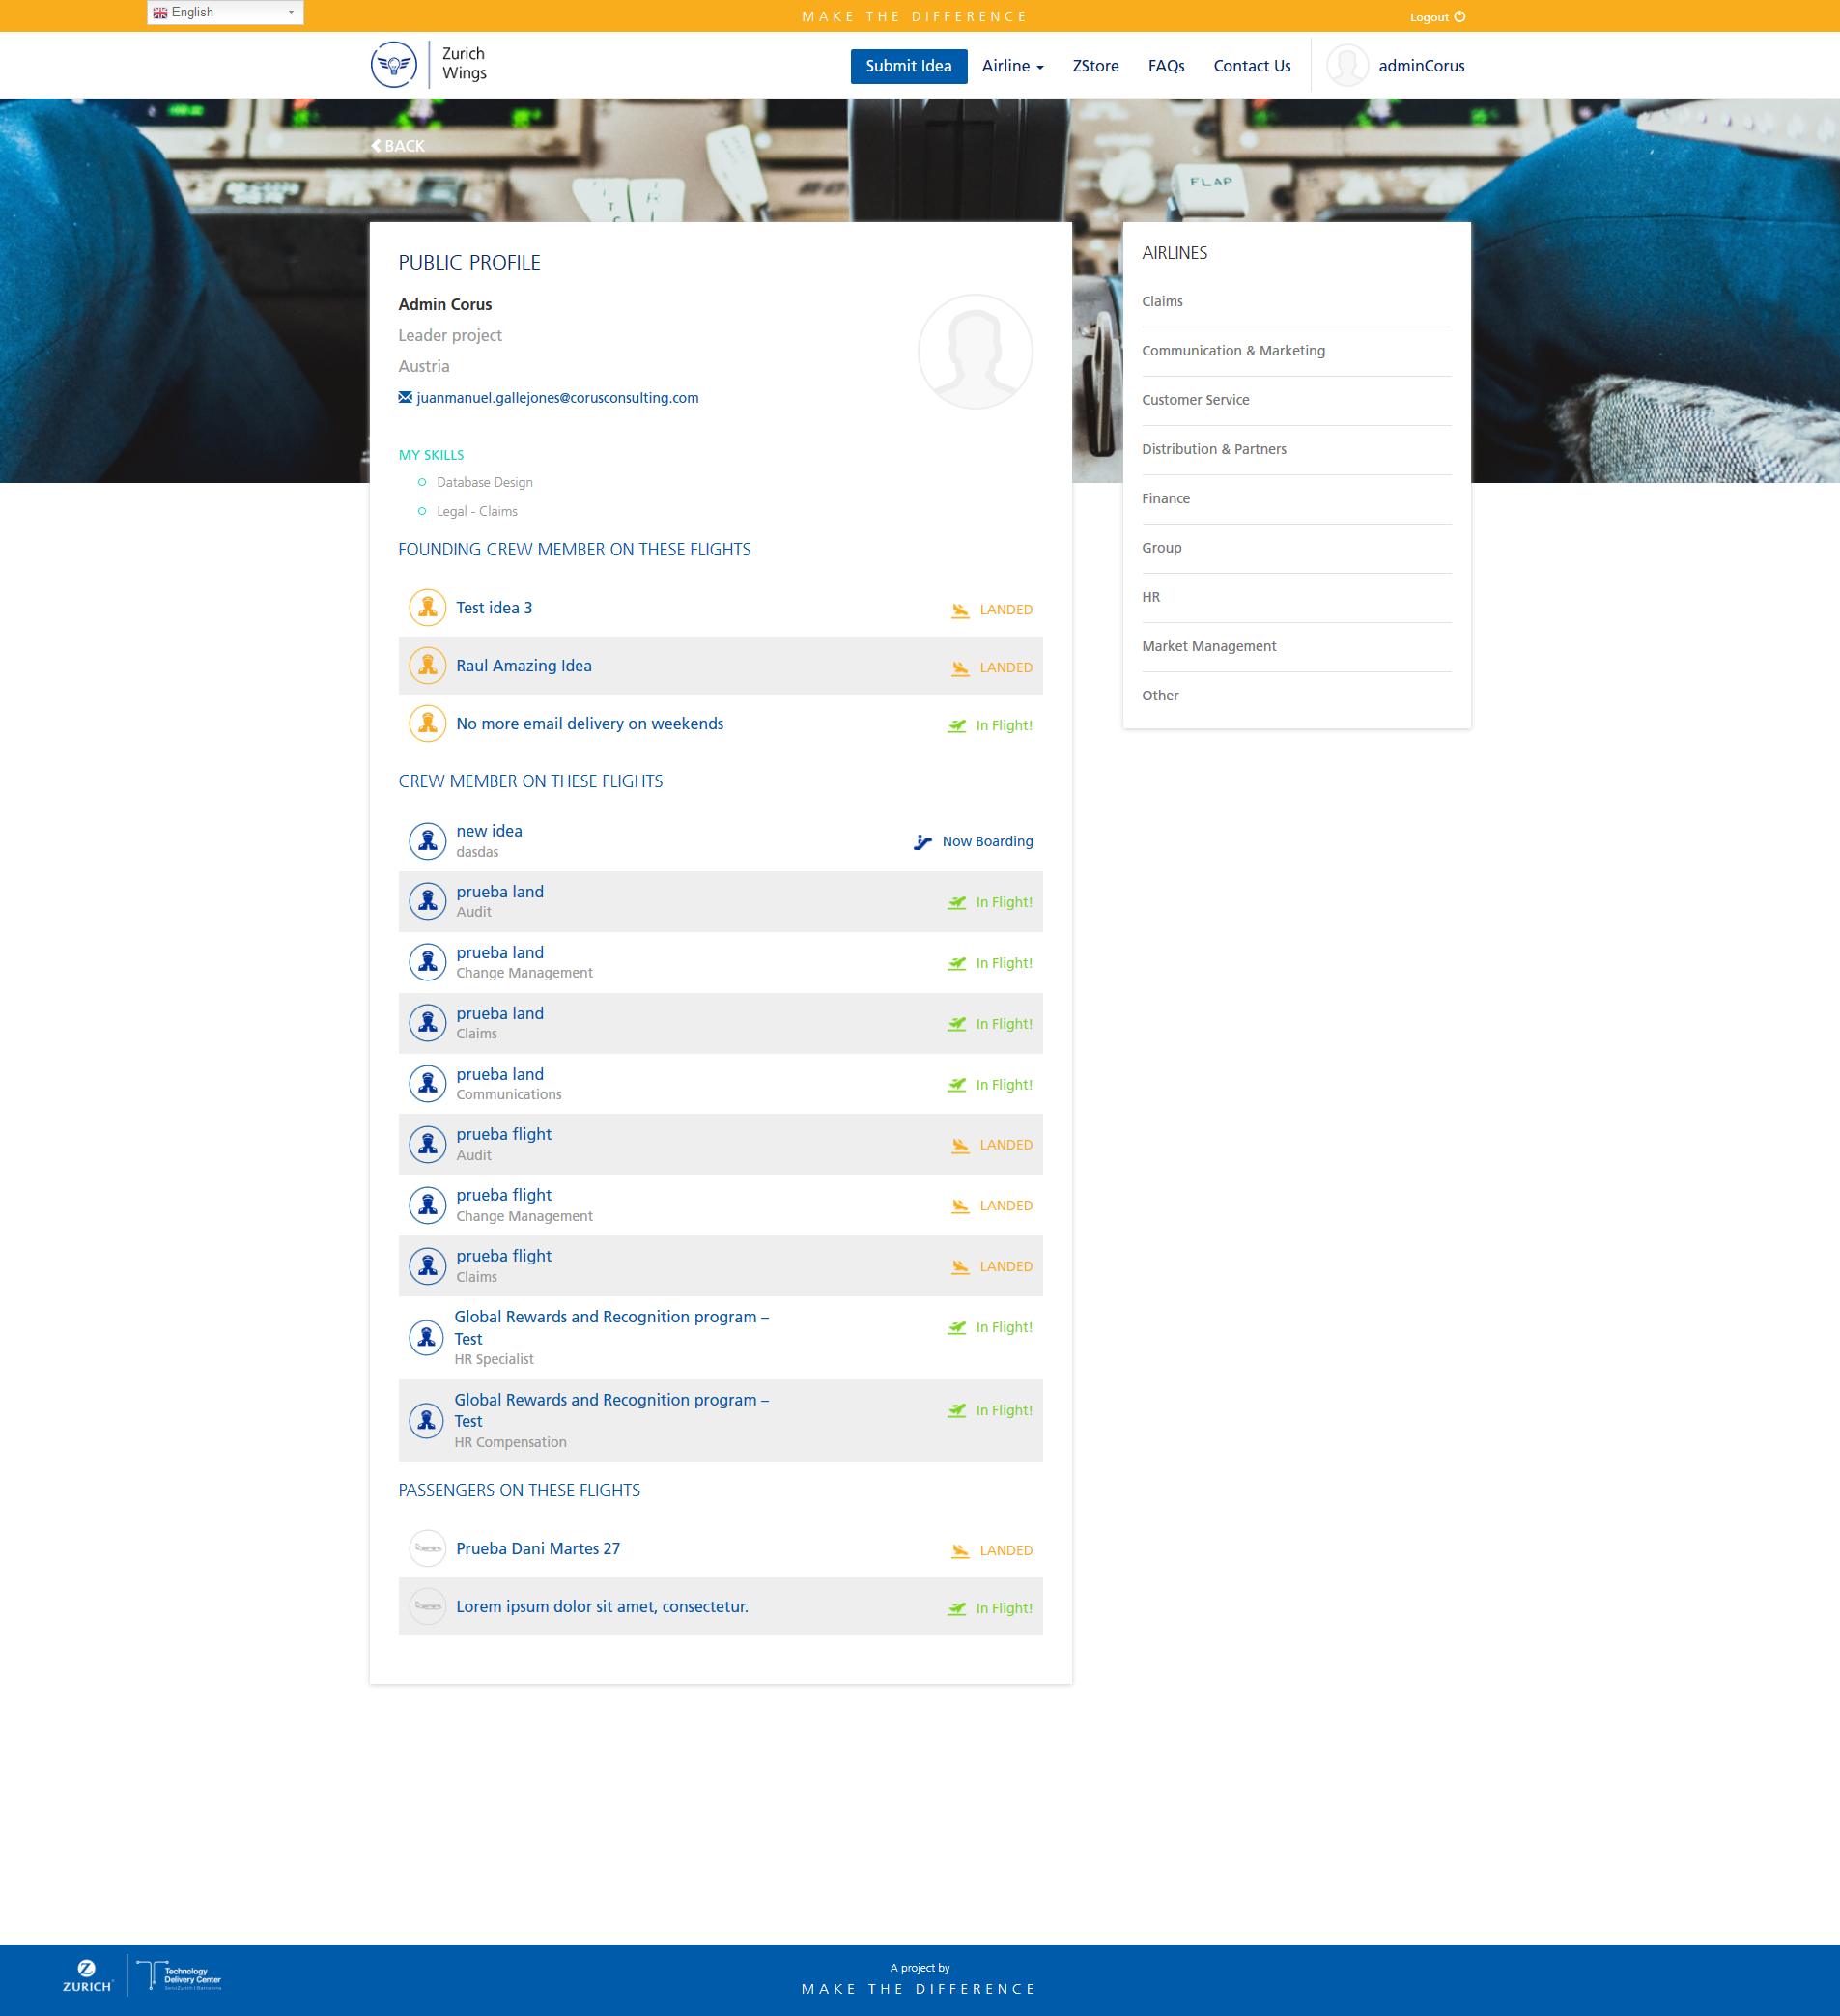 English
MAKE THE DIFFERENCE
Logout
Zurich
Wings
Submit Idea
Airline
ZStore
FAQs
Contact Us
adminCorus
BACK
FLAP
T
R
PUBLIC PROFILE
Admin Corus
Leader project
Austria
juanmanuel.gallejones@corusconsulting.com
MY SKILLS
Database Design
Legal - Claims
FOUNDING CREW MEMBER ON THESE FLIGHTS
Test idea 3 LANDED
Raul Amazing Idea LANDED
No more email delivery on weekends In Flight!
CREW MEMBER ON THESE FLIGHTS
new idea Now Boarding
dasdas
prueba land In Flight!
Audit
prueba land In Flight!
Change Management
prueba land In Flight!
Claims
prueba land In Flight!
Communications
prueba flight LANDED
Audit
prueba flight LANDED
Change Management
prueba flight LANDED
Claims
Global Rewards and Recognition program – In Flight!
Test
HR Specialist
Global Rewards and Recognition program – In Flight!
Test
HR Compensation
PASSENGERS ON THESE FLIGHTS
Prueba Dani Martes 27 LANDED
Lorem ipsum dolor sit amet, consectetur. In Flight!
AIRLINES
Claims
Communication & Marketing
Customer Service
Distribution & Partners
Finance
Group
HR
Market Management
Other
ZURICH
Technology
Delivery Center
A project by
MAKE THE DIFFERENCE